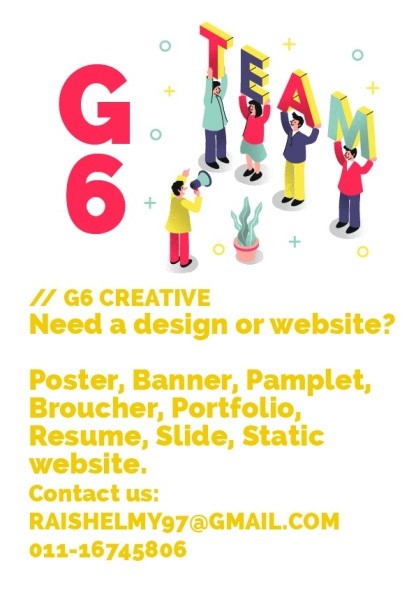 G
6
TEAM
// G6 CREATIVE
Need a design or website?
Poster, Banner, Pamplet,
Broucher, Portfolio,
Resume, Slide, Static
website.
Contact us:
RAISHELMY97@GMAIL.COM
011-16745806